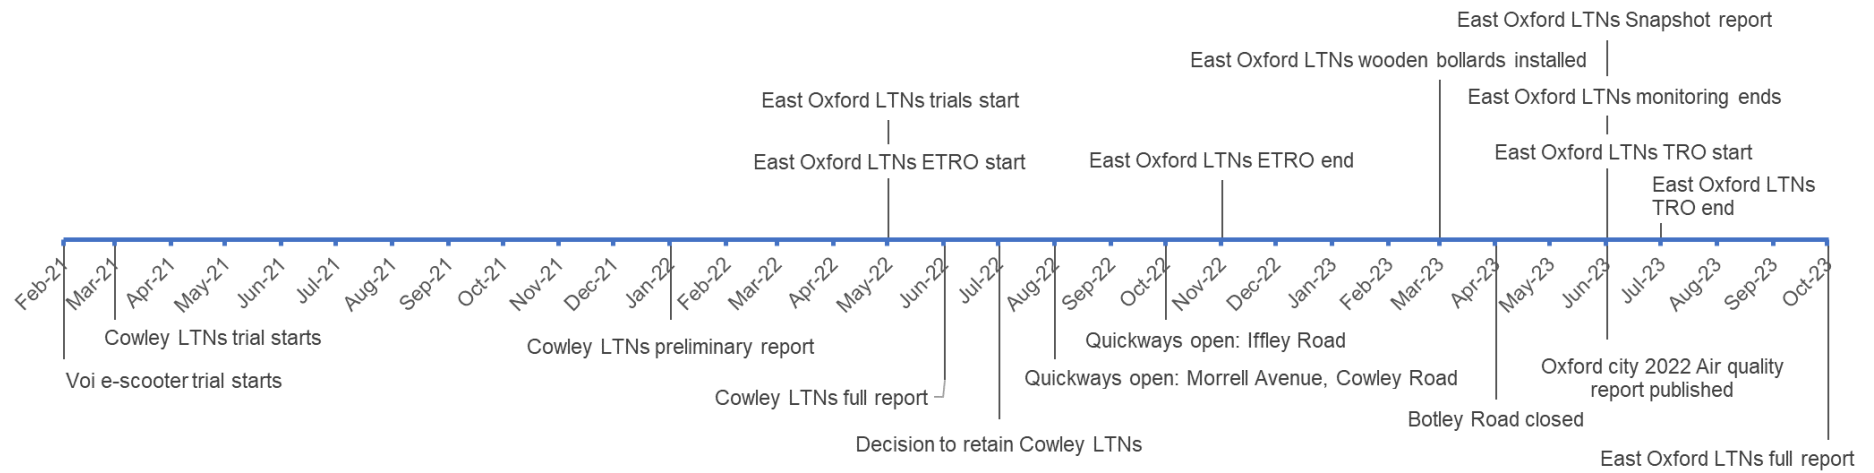 East Oxford LTNs Snapshot report
East Oxford LTNs wooden bollards installed
East Oxford LTNs trials start
East Oxford LTNs monitoring ends
East Oxford LTNs ETRO start
East Oxford LTNs ETRO end
East Oxford LTNs TRO start
East Oxford LTNs
TRO end
Feb-21
Mar-21
Apr-21
May-21
Jun-21
Jul-21
Aug-21
Sep-21
Oct-21
Nov-21
Dec-21
Jan-22
Feb-22
Mar-22
Apr-22
May-22
Jun-22
Jul-22
Aug-22
Sep-22
Oct-22
Nov-22
Dec-22
Jan-23
Feb-23
Mar-23
Apr-23
May-23
Jun-23
Jul-23
Aug-23
Sep-23
Oct-23
Cowley LTNs trial starts
Cowley LTNs preliminary report
Quickways open: Iffley Road
Voi e-scooter trial starts
Quickways open: Morrell Avenue, Cowley Road
Oxford city 2022 Air quality
report published
Cowley LTNs full report
Botley Road closed
Decision to retain Cowley LTNs
East Oxford LTNs full report